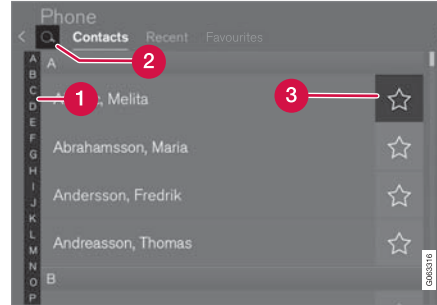 Phone
Contacts Recent Favourites
2
A
A
B
C
1
, Melita
3
D
E
F
Abrahamsson, Maria
G
H
I
Andersson, Fredrik
J
K
L
Andreasson, Thomas
M
N
O
B
P
G063316